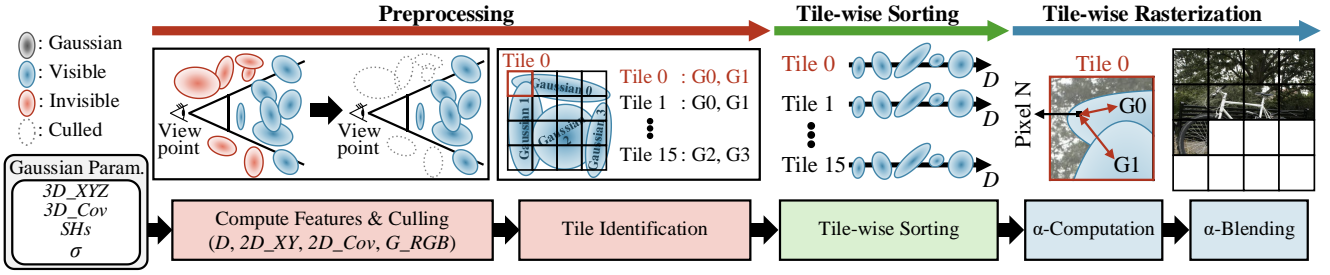 Preprocessing
Tile-wise Sorting
Tile-wise Rasterization
: Gaussian
: Visible
: Invisible
: Culled
View
point
View
point
Tile 0
Gaussian 0
Gaussian 1
Gaussian
2
Gaussian 3
Tile 0 : G0, G1
Tile 1 : G0, G1
Tile 15 : G2, G3
Tile 0
D
Tile 1
D
Tile 15
D
Tile 0
Pixel N
G0
G1
Gaussian Param.
3D_XYZ
3D_Cov
SHs
σ
Compute Features & Culling
(D, 2D_XY, 2D_Cov, G_RGB)
Tile Identification
Tile-wise Sorting
α-Computation
α-Blending